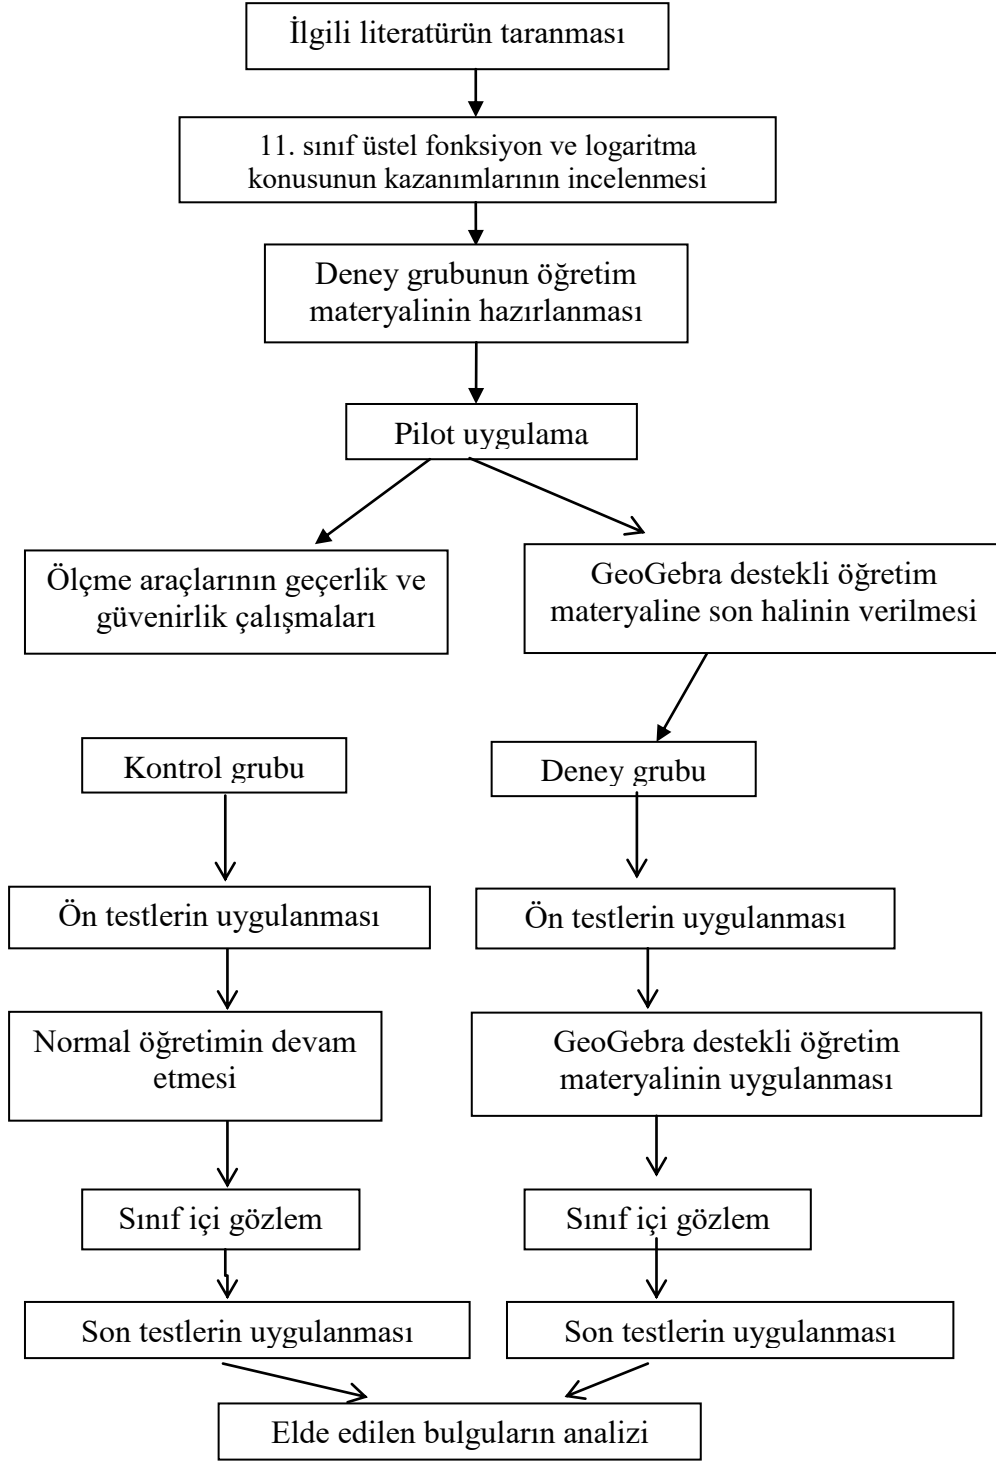 İlgili literatürün taranması
11. sınıf üstel fonksiyon ve logaritma
konusunun kazanımlarının incelenmesi
Deney grubunun öğretim
materyalinin hazırlanması
Pilot uygulama
Ölçme araçlarının geçerlik ve
güvenirlik çalışmaları
GeoGebra destekli öğretim
materyaline son halinin verilmesi
Kontrol grubu
Deney grubu
Ön testlerin uygulanması
Ön testlerin uygulanması
Normal öğretimin devam
etmesi
GeoGebra destekli öğretim
materyalinin uygulanması
Sınıf içi gözlem
Sınıf içi gözlem
Son testlerin uygulanması
Son testlerin uygulanması
Elde edilen bulguların analizi